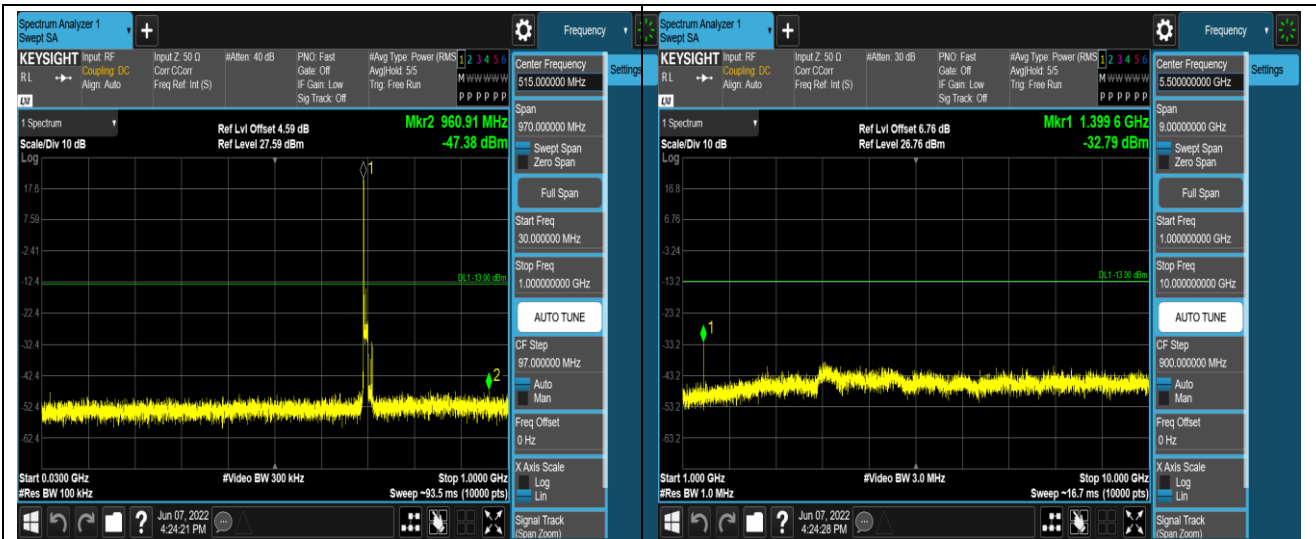 Spectrum Analyzer 1
Swept SA
KEYSIGHT
Input: RF
Coupling: DC
Align: Auto
Input Z: 50 Ω
Corr CCorr
Freq Ref: Int (S)
#Atten: 40 dB
PNO: Fast
Gate: Off
IF Gain: Low
Sig Track: Off
#Avg Type: Power (RMS
Avg|Hold: 5/5
Trig: Free Run
1 2 3 4 5 6
M W W W W W
P P P P P P
RL
LXI
1 Spectrum
Scale/Div 10 dB
Log
Ref Lvl Offset 4.59 dB
Ref Level 27.59 dBm
Mkr2 960.91 MHz
-47.38 dBm
1
17.6
7.59
-2.41
-12.4
DL1 -13.00 dBm
-22.4
-32.4
-42.4
2
-52.4
-62.4
Start 0.0300 GHz
#Res BW 100 kHz
#Video BW 300 kHz
Stop 1.0000 GHz
Sweep ~93.5 ms (10000 pts)
Jun 07, 2022
4:24:21 PM
Frequency
Settings
Center Frequency
515.000000 MHz
Span
970.000000 MHz
Swept Span
Zero Span
Full Span
Start Freq
30.000000 MHz
Stop Freq
1.000000000 GHz
AUTO TUNE
CF Step
97.000000 MHz
Auto
Man
Freq Offset
0 Hz
X Axis Scale
Log
Lin
Signal Track
(Span Zoom)
Spectrum Analyzer 1
Swept SA
KEYSIGHT
Input: RF
Coupling: DC
Align: Auto
Input Z: 50 Ω
Corr CCorr
Freq Ref: Int (S)
#Atten: 30 dB
PNO: Fast
Gate: Off
IF Gain: Low
Sig Track: Off
#Avg Type: Power (RMS
Avg|Hold: 5/5
Trig: Free Run
1 2 3 4 5 6
M W W W W W
P P P P P P
RL
LXI
1 Spectrum
Scale/Div 10 dB
Log
Ref Lvl Offset 6.76 dB
Ref Level 26.76 dBm
Mkr1 1.399 6 GHz
-32.79 dBm
16.8
6.76
-3.24
-13.2
DL1 -13.00 dBm
-23.2
1
-33.2
-43.2
-53.2
-63.2
Start 1.000 GHz
#Res BW 1.0 MHz
#Video BW 3.0 MHz
Stop 10.000 GHz
Sweep ~16.7 ms (10000 pts)
Jun 07, 2022
4:24:28 PM
Frequency
Settings
Center Frequency
5.500000000 GHz
Span
9.00000000 GHz
Swept Span
Zero Span
Full Span
Start Freq
1.000000000 GHz
Stop Freq
10.000000000 GHz
AUTO TUNE
CF Step
900.000000 MHz
Auto
Man
Freq Offset
0 Hz
X Axis Scale
Log
Lin
Signal Track
(Span Zoom)